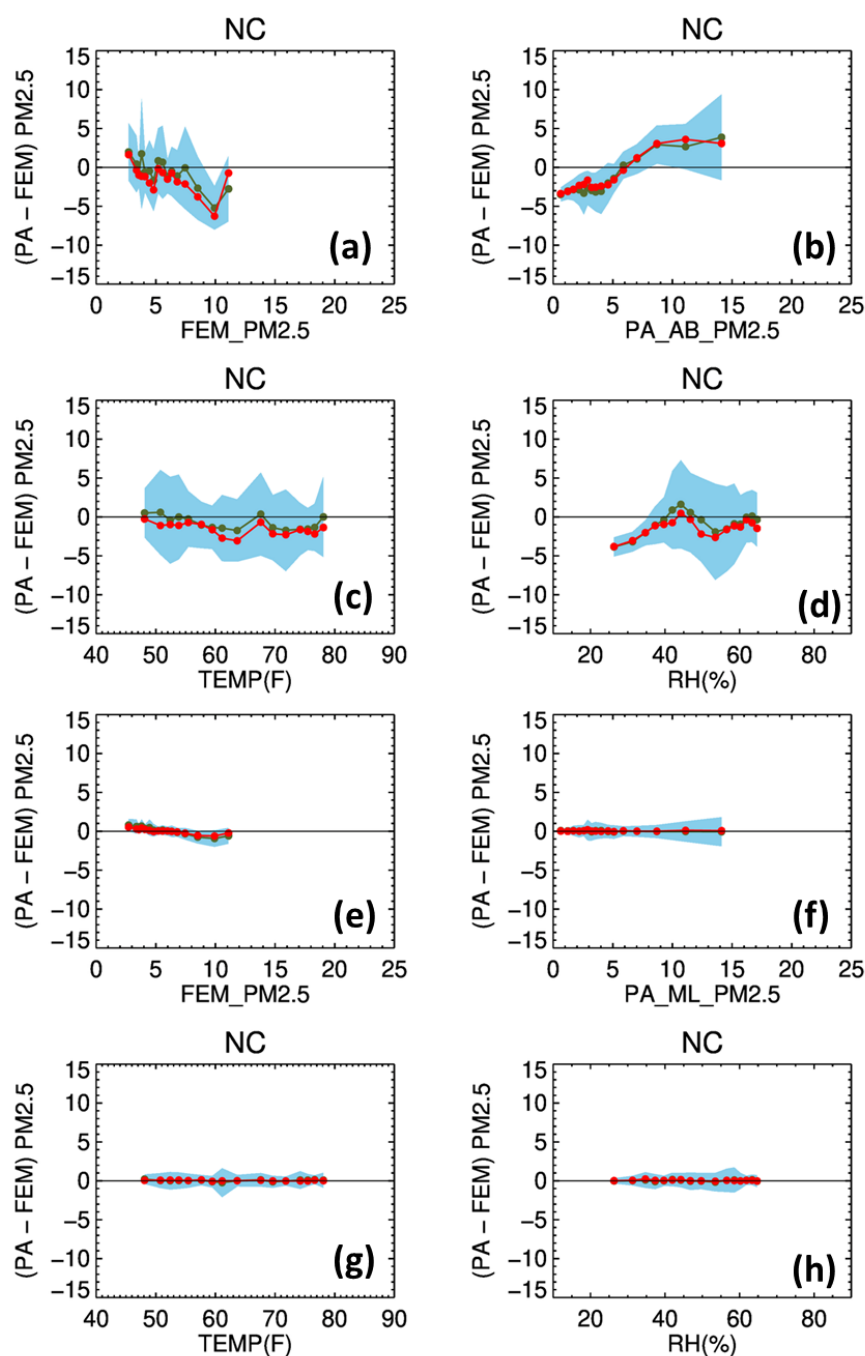 NC NC
(PA – FEM) PM2.5 15 10 5 0 −5 −10 −15 (a) (PA – FEM) PM2.5 15 10 5 0 −5 −10 −15 (b)
0 5 10 15 20 25 0 5 10 15 20 25
FEM_PM2.5 PA_AB_PM2.5
NC NC
(PA – FEM) PM2.5 15 10 5 0 −5 −10 −15 (c) (PA – FEM) PM2.5 15 10 5 0 −5 −10 −15 (d)
40 50 60 70 80 90 20 40 60 80
TEMP(F) RH(%)
(PA – FEM) PM2.5 15 10 5 0 −5 −10 −15 (e) (PA – FEM) PM2.5 15 10 5 0 −5 −10 −15 (f)
0 5 10 15 20 25 0 5 10 15 20 25
FEM_PM2.5 PA_ML_PM2.5
NC NC
(PA – FEM) PM2.5 15 10 5 0 −5 −10 −15 (g) (PA – FEM) PM2.5 15 10 5 0 −5 −10 −15 (h)
40 50 60 70 80 90 20 40 60 80
TEMP(F) RH(%)